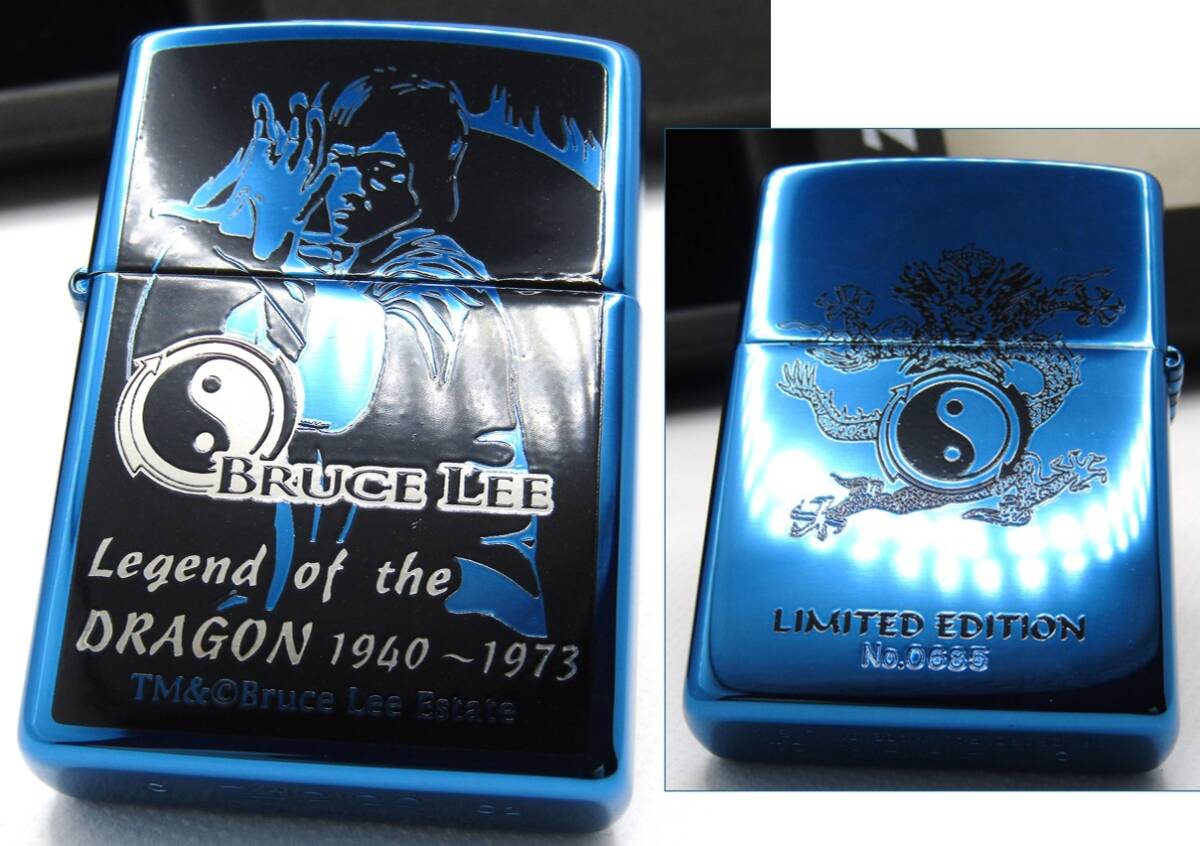 BRUCE LEE
Legend of the
DRAGON 1940~1973
TM&©Bruce Lee Estate
LIMITED EDITION
No.0685